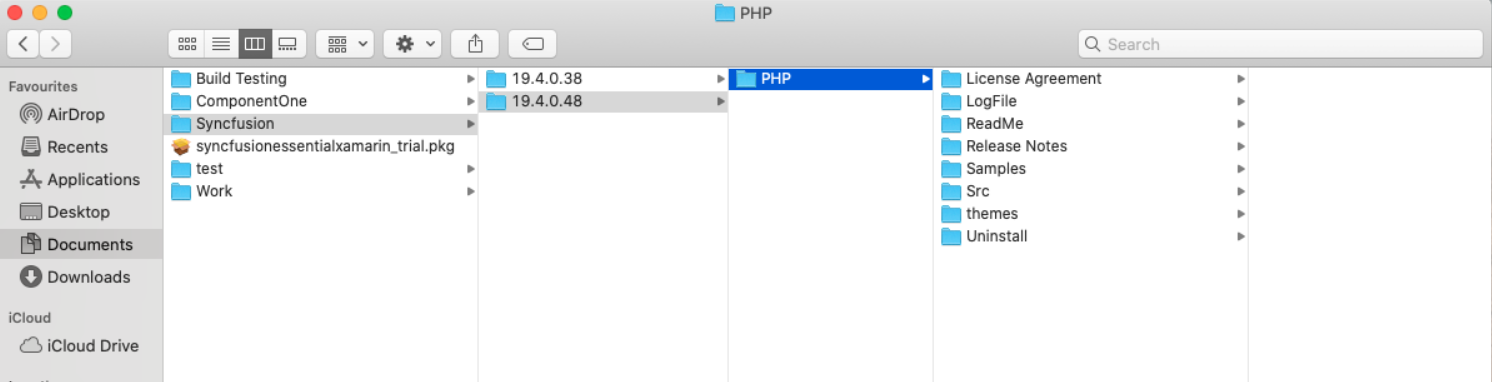 PHP
Search
Favourites
AirDrop
Recents
Applications
Desktop
Documents
Downloads
iCloud
iCloud Drive
Build Testing
ComponentOne
Syncfusion
syncfusionessentialxamarin_trial.pkg
test
Work
19.4.0.38
19.4.0.48
PHP
License Agreement
LogFile
ReadMe
Release Notes
Samples
Src
themes
Uninstall